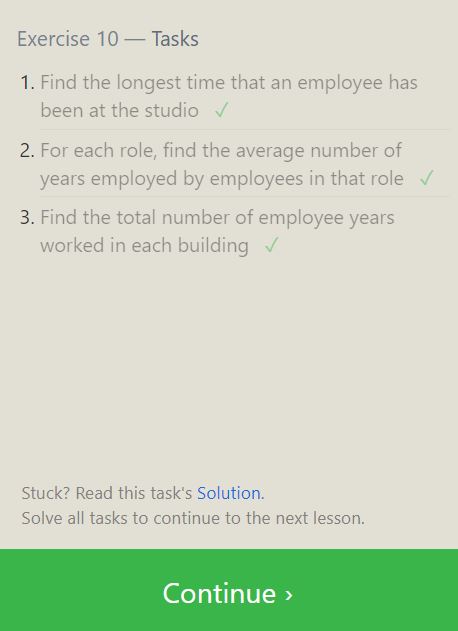 Exercise 10 — Tasks
1. Find the longest time that an employee has
been at the studio ✓
2. For each role, find the average number of
years employed by employees in that role ✓
3. Find the total number of employee years
worked in each building ✓
Stuck? Read this task's Solution.
Solve all tasks to continue to the next lesson.
Continue ›